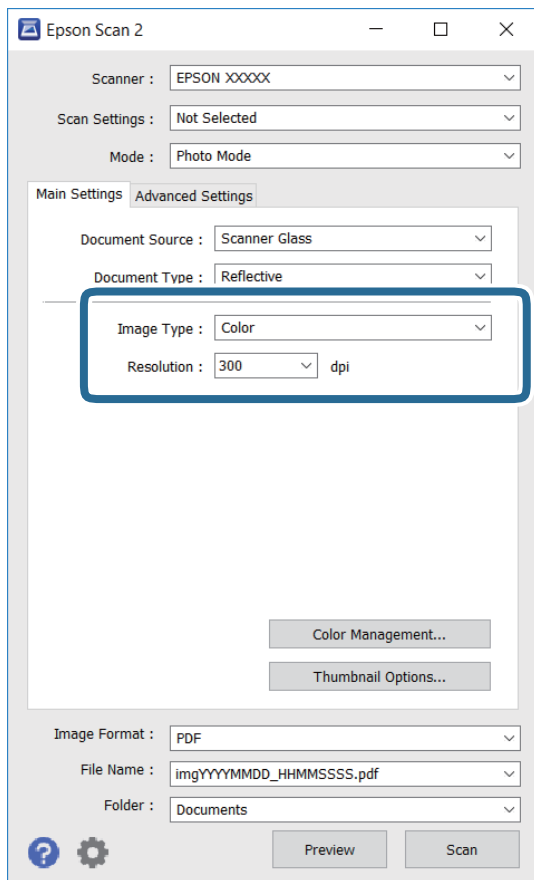 Epson Scan 2
Scanner : EPSON XXXXX
Scan Settings : Not Selected
Mode : Photo Mode
Main Settings Advanced Settings
Document Source : Scanner Glass
Document Type : Reflective
Image Type : Color
Resolution : 300 dpi
Color Management...
Thumbnail Options...
Image Format : PDF
File Name : imgYYYYMMDD_HHMMSSSS.pdf
Folder : Documents
? Preview Scan